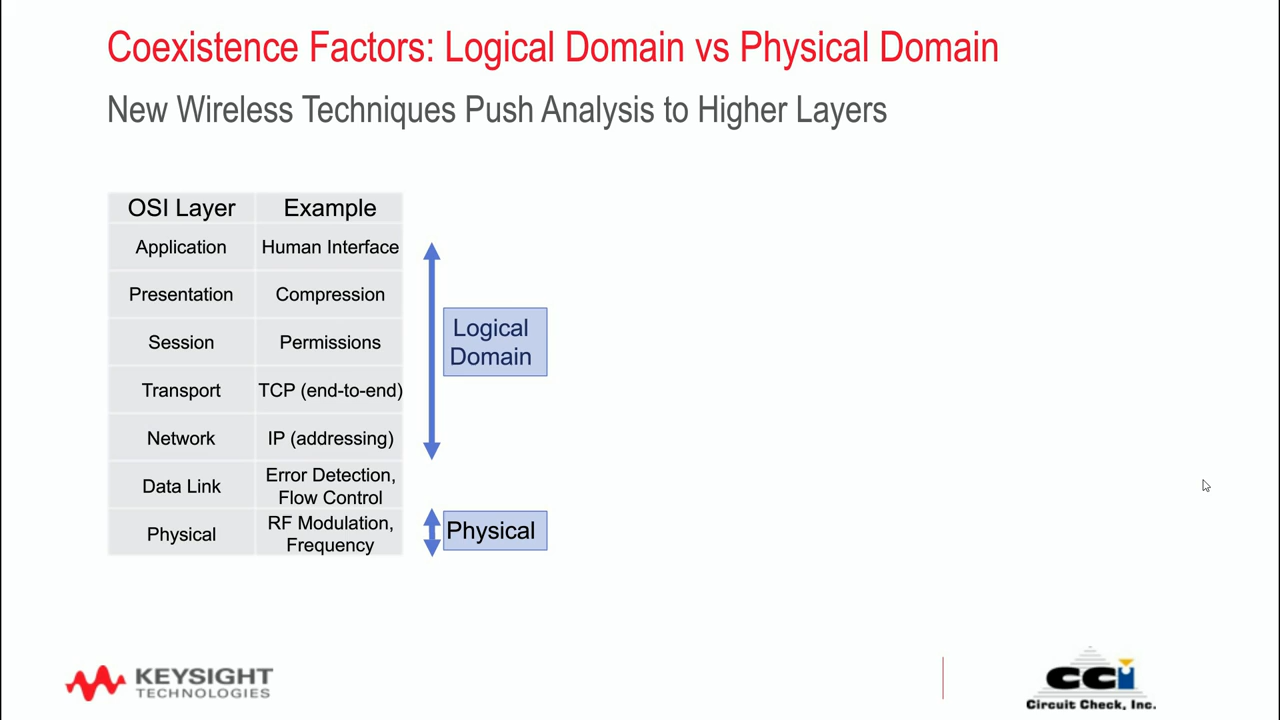 Coexistence Factors: Logical Domain vs Physical Domain
New Wireless Techniques Push Analysis to Higher Layers
OSI Layer Example
Application Human Interface
Presentation Compression
Session Permissions
Transport TCP (end-to-end)
Network IP (addressing)
Data Link Error Detection,
Flow Control
Physical RF Modulation,
Frequency
Logical
Domain
Physical
KEYSIGHT
TECHNOLOGIES
CCI
Circuit Check, Inc.